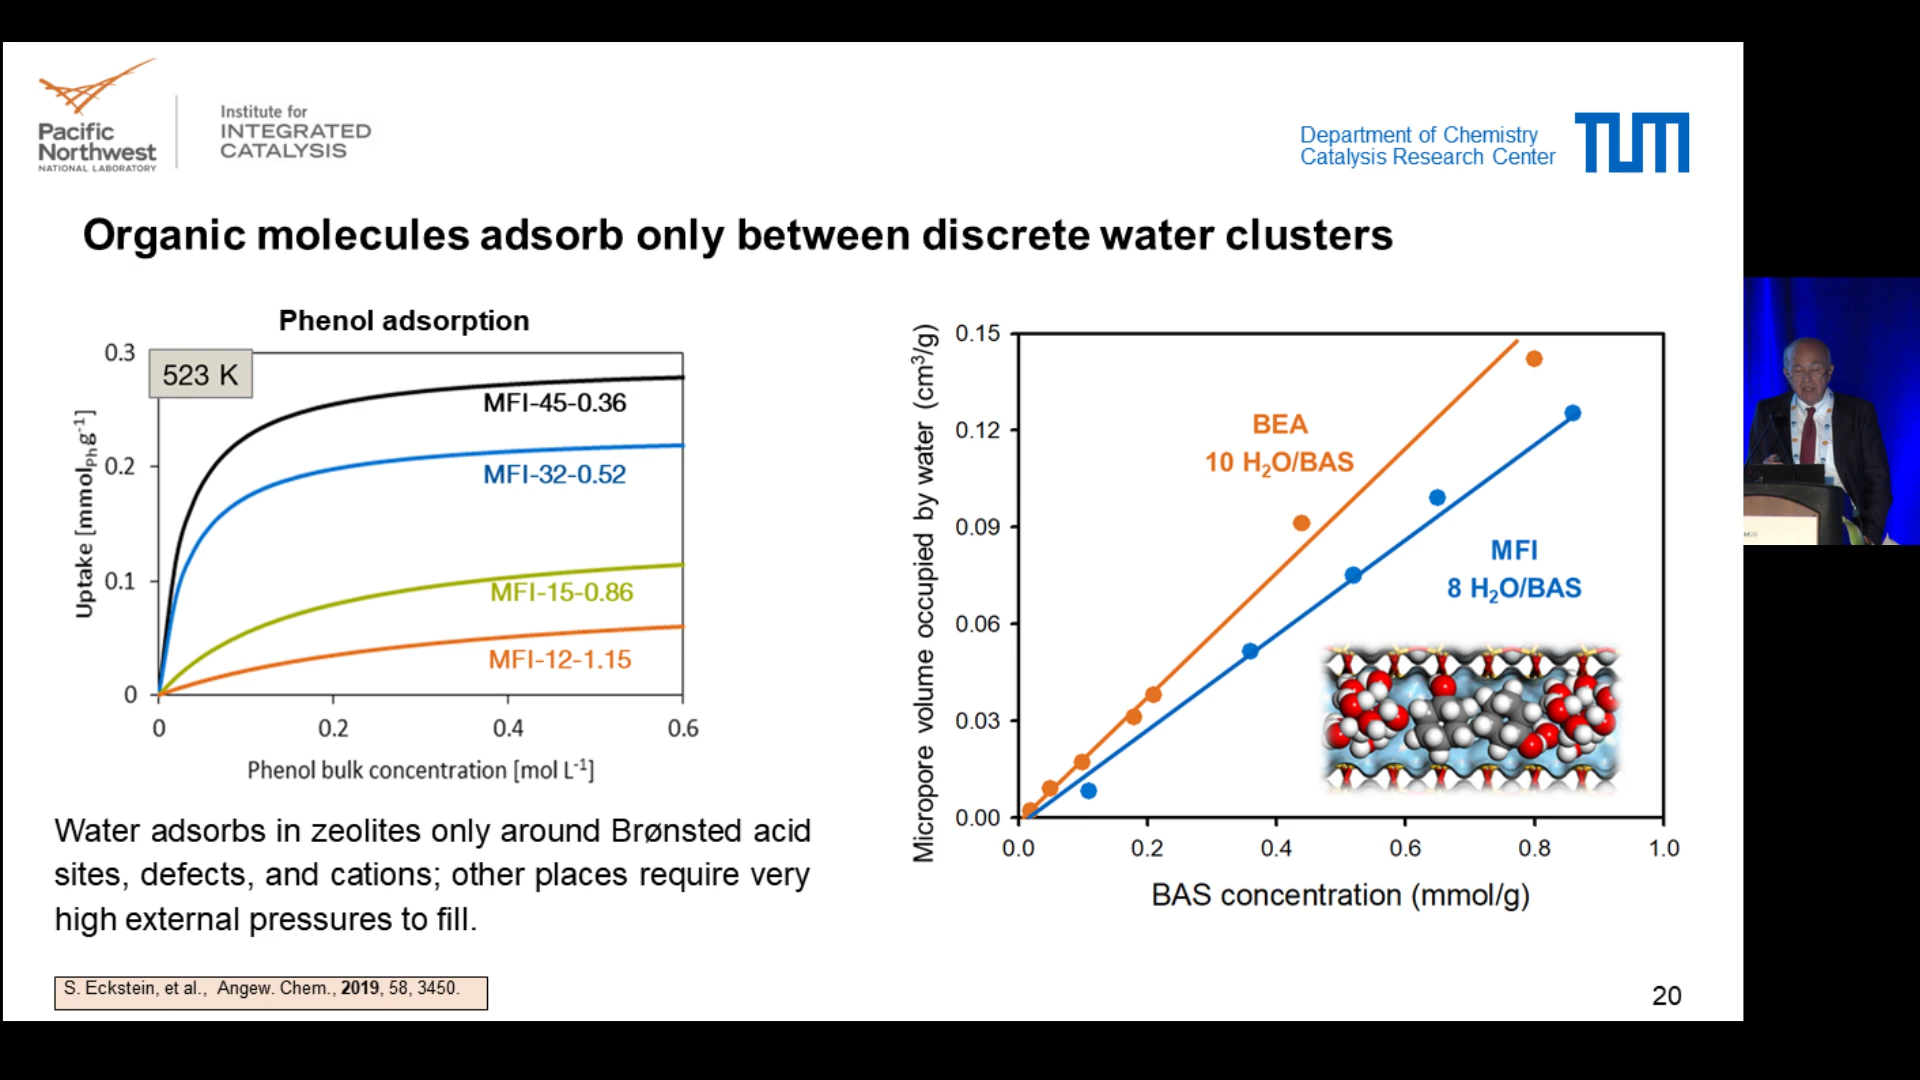 Pacific
Northwest
NATIONAL LABORATORY
Institute for
INTEGRATED
CATALYSIS
Department of Chemistry
Catalysis Research Center
TUM
Organic molecules adsorb only between discrete water clusters
Phenol adsorption
523 K
Uptake [mmol_Ph g⁻¹]
0.3
0.2
0.1
0
MFI-45-0.36
MFI-32-0.52
MFI-15-0.86
MFI-12-1.15
0 0.2 0.4 0.6
Phenol bulk concentration [mol L⁻¹]
Water adsorbs in zeolites only around Brønsted acid
sites, defects, and cations; other places require very
high external pressures to fill.
S. Eckstein, et al., Angew. Chem., 2019, 58, 3450.
Micropore volume occupied by water (cm³/g)
0.15
0.12
0.09
0.06
0.03
0.00
BEA
10 H₂O/BAS
MFI
8 H₂O/BAS
0.0 0.2 0.4 0.6 0.8 1.0
BAS concentration (mmol/g)
20